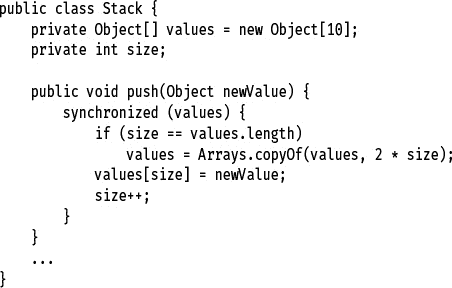 public class Stack {
    private Object[] values = new Object[10];
    private int size;

    public void push(Object newValue) {
        synchronized (values) {
            if (size == values.length)
                values = Arrays.copyOf(values, 2 * size);
            values[size] = newValue;
            size++;
        }
    }
    ...
}